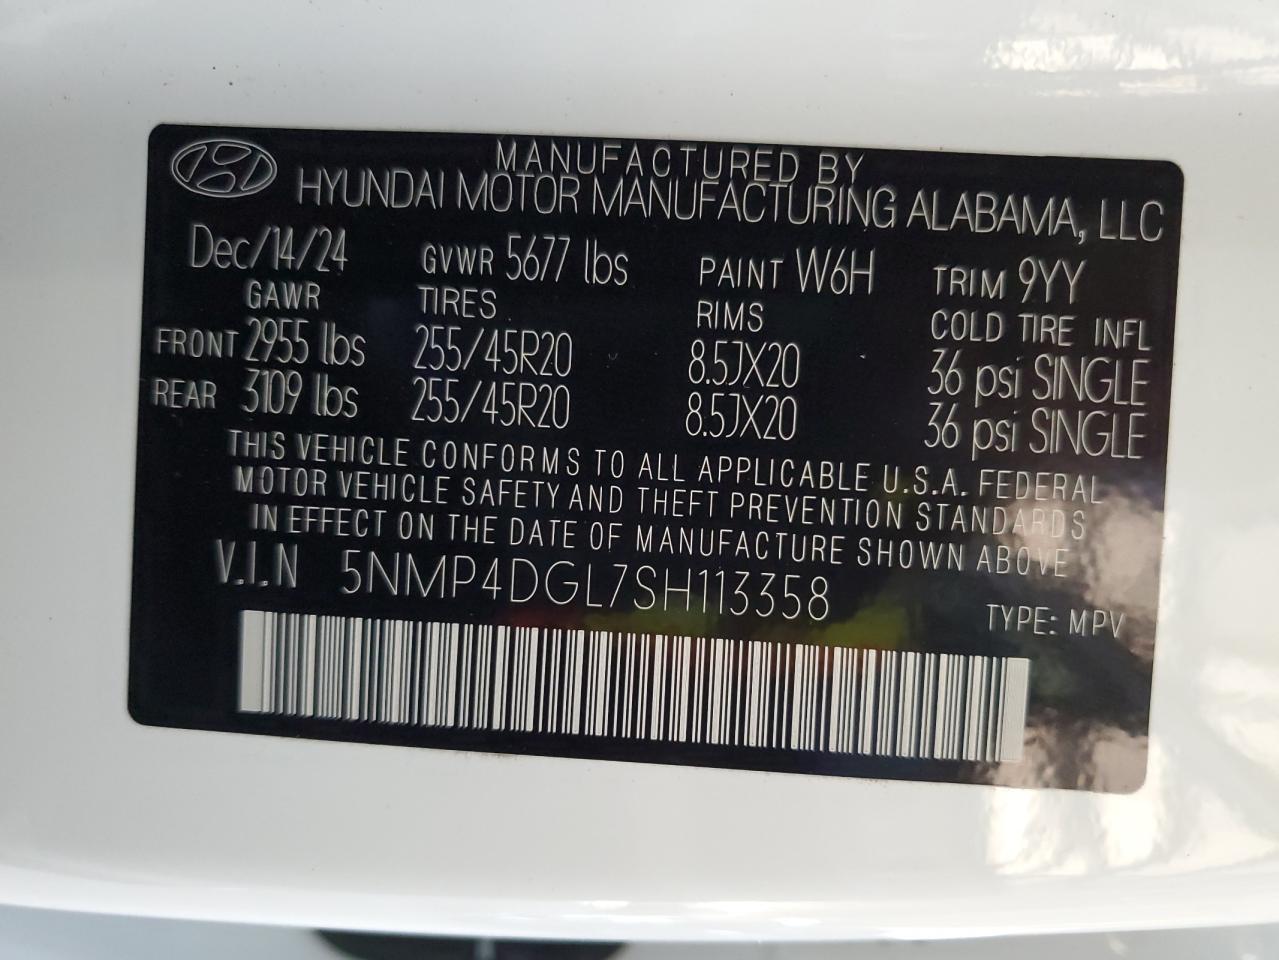 MANUFACTURED BY
HYUNDAI MOTOR MANUFACTURING ALABAMA, LLC
Dec/14/24 GVWR 5677 lbs PAINT W6H TRIM 9YY
GAWR TIRES RIMS COLD TIRE INFL
FRONT 2955 lbs 255/45R20 8.5JX20 36 psi SINGLE
REAR 3109 lbs 255/45R20 8.5JX20 36 psi SINGLE
THIS VEHICLE CONFORMS TO ALL APPLICABLE U.S.A. FEDERAL
MOTOR VEHICLE SAFETY AND THEFT PREVENTION STANDARDS
IN EFFECT ON THE DATE OF MANUFACTURE SHOWN ABOVE
V.I.N 5NMP4DGL7SH113358
TYPE: MPV